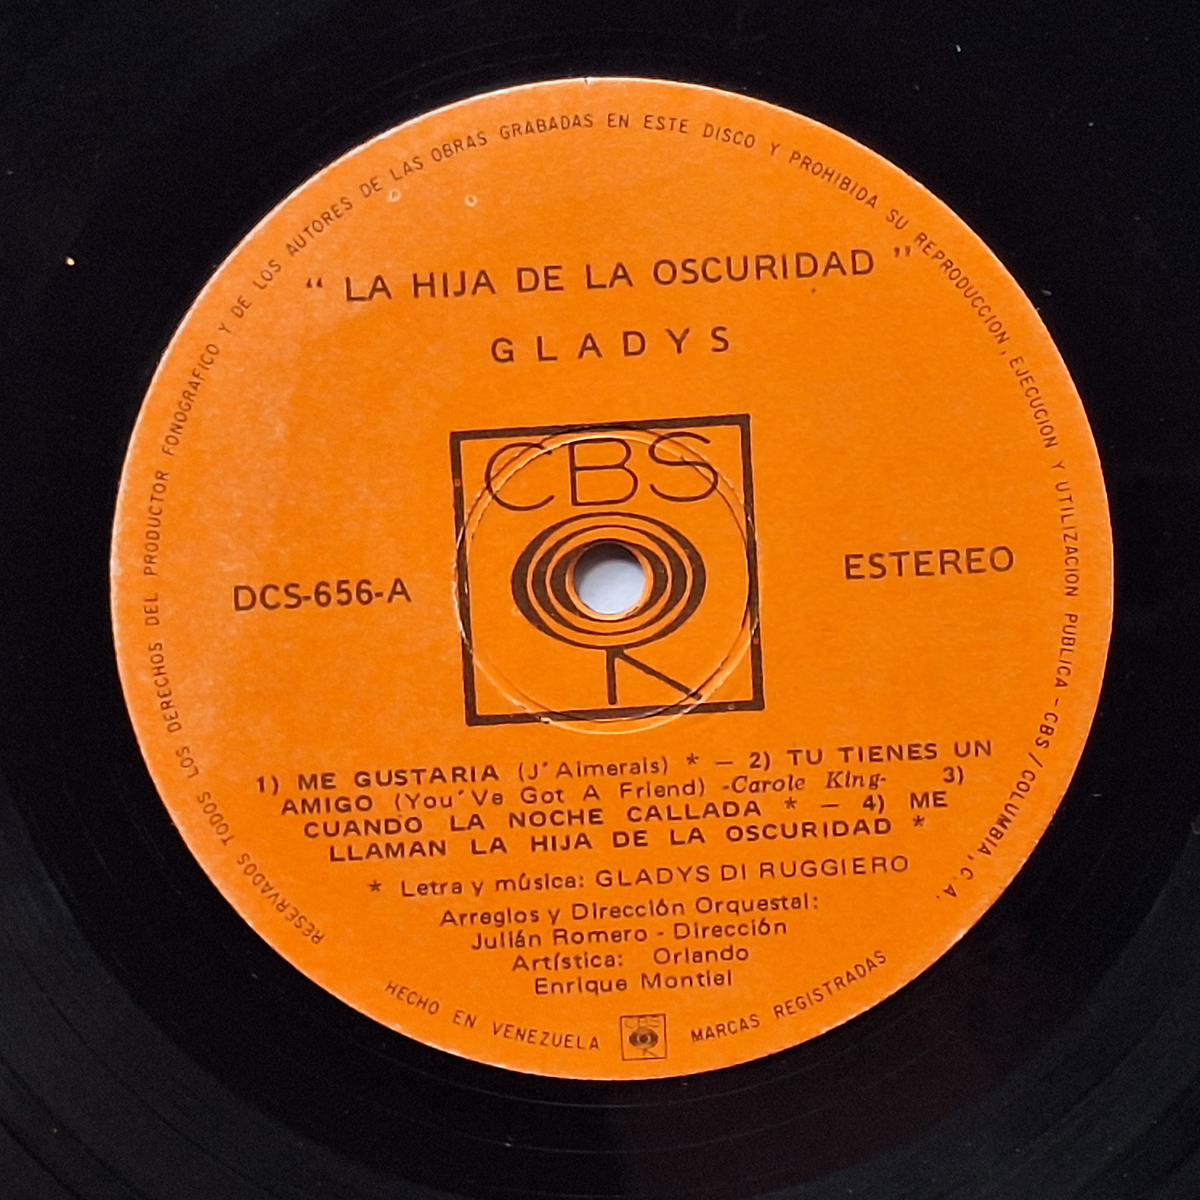 RESERVADOS TODOS LOS DERECHOS DEL PRODUCTOR FONOGRAFICO Y DE LOS AUTORES DE LAS OBRAS GRABADAS EN ESTE DISCO Y PROHIBIDA SU REPRODUCCION, EJECUCION Y UTILIZACION PUBLICA - CBS / COLUMBIA, C.A.
“ LA HIJA DE LA OSCURIDAD ”
GLADYS
CBS
DCS-656-A
ESTEREO
1) ME GUSTARIA (J’Aimerais) * — 2) TU TIENES UN
AMIGO (You’Ve Got A Friend) -Carole King- 3)
CUANDO LA NOCHE CALLADA * — 4) ME
LLAMAN LA HIJA DE LA OSCURIDAD *
* Letra y música: GLADYS DI RUGGIERO
Arreglos y Dirección Orquestal:
Julián Romero - Dirección
Artística: Orlando
Enrique Montiel
HECHO EN VENEZUELA CBS MARCAS REGISTRADAS